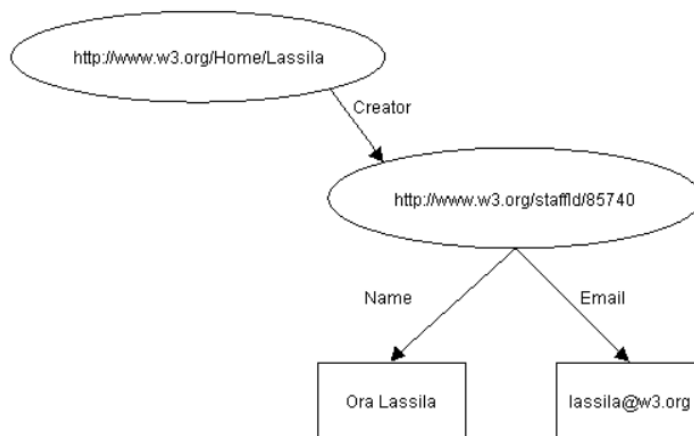 http://www.w3.org/Home/Lassila
Creator
http://www.w3.org/staffId/85740
Name
Email
Ora Lassila
lassila@w3.org